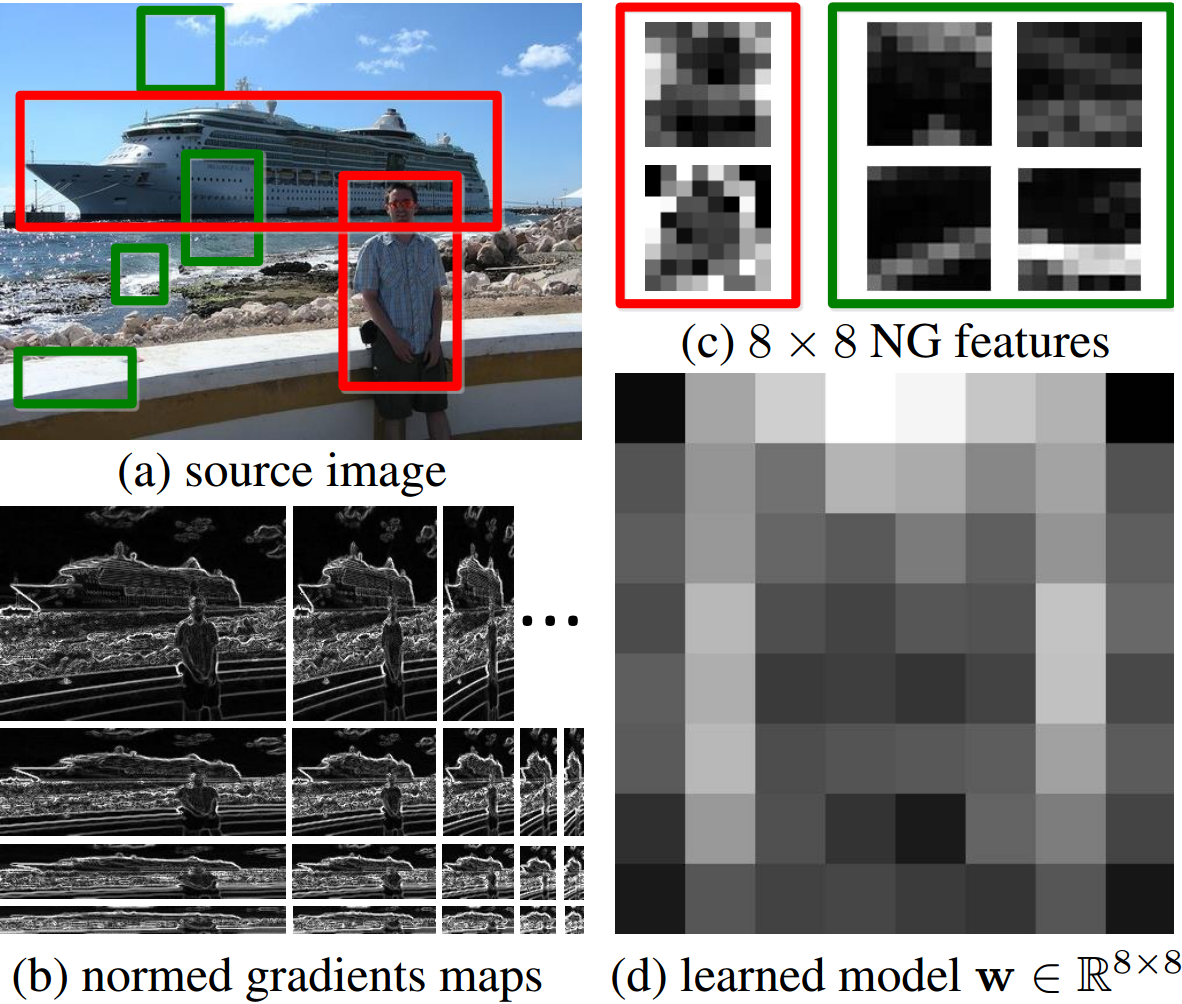 (a) source image
(b) normed gradients maps
(c) 8 × 8 NG features
(d) learned model w ∈ ℝ^{8×8}